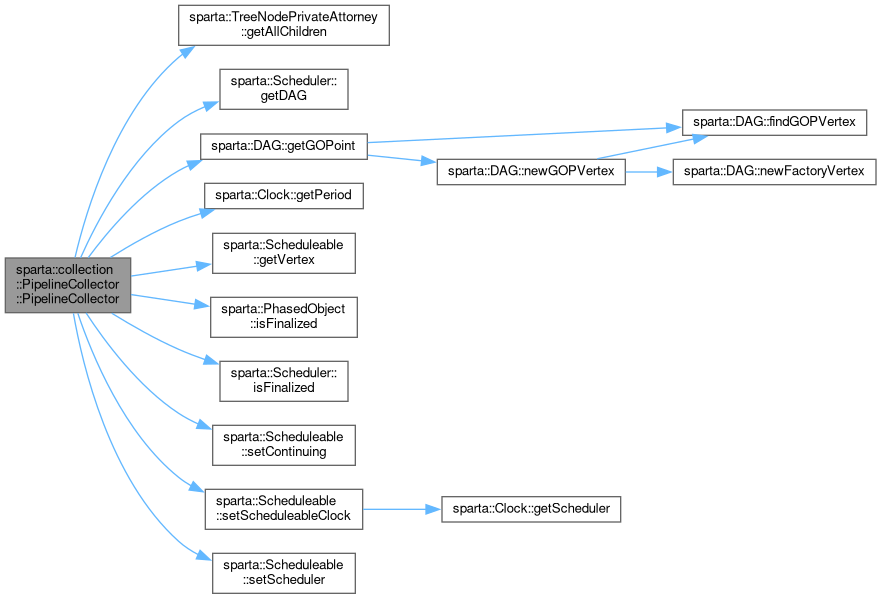 sparta::TreeNodePrivateAttorney
::getAllChildren
sparta::Scheduler::
getDAG
sparta::DAG::getGOPoint
sparta::DAG::findGOPVertex
sparta::DAG::newGOPVertex
sparta::DAG::newFactoryVertex
sparta::Clock::getPeriod
sparta::Scheduleable
::getVertex
sparta::collection
::PipelineCollector
::PipelineCollector
sparta::PhasedObject
::isFinalized
sparta::Scheduler::
isFinalized
sparta::Scheduleable
::setContinuing
sparta::Scheduleable
::setScheduleableClock
sparta::Clock::getScheduler
sparta::Scheduleable
::setScheduler